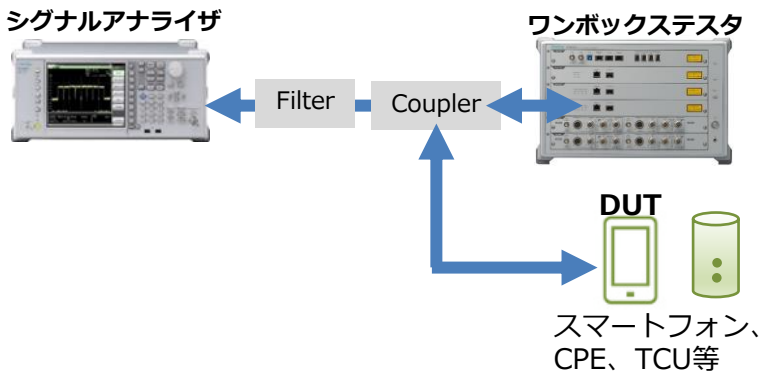 シグナルアナライザ
ワンボックステスタ
Filter
Coupler
DUT
スマートフォン、
CPE、TCU等